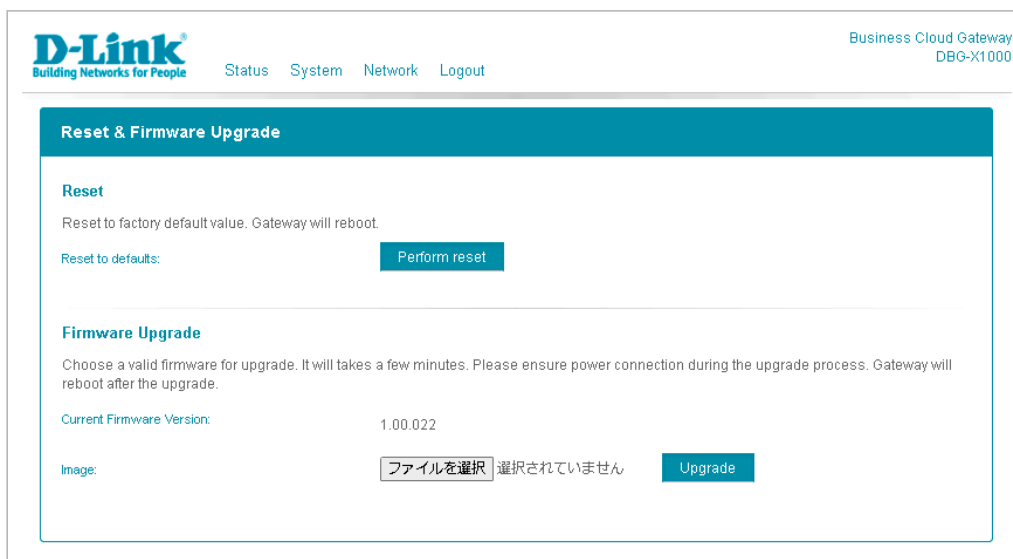 D-Link®
Building Networks for People
Status System Network Logout
Business Cloud Gateway
DBG-X1000
Reset & Firmware Upgrade
Reset
Reset to factory default value. Gateway will reboot.
Reset to defaults:
Perform reset
Firmware Upgrade
Choose a valid firmware for upgrade. It will takes a few minutes. Please ensure power connection during the upgrade process. Gateway will
reboot after the upgrade.
Current Firmware Version:
1.00.022
Image:
ファイルを選択 選択されていません
Upgrade